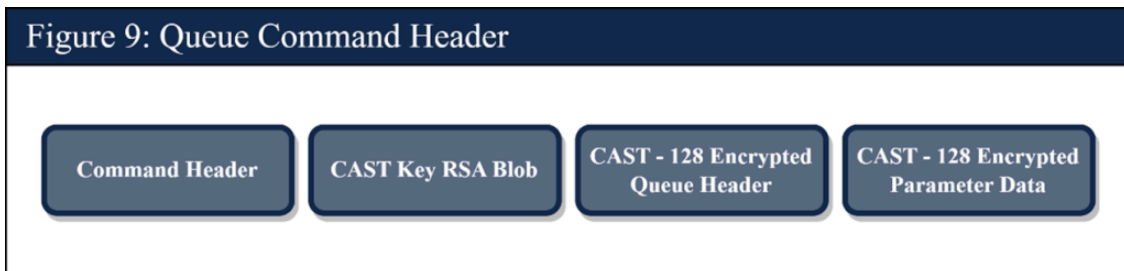 Figure 9: Queue Command Header
Command Header
CAST Key RSA Blob
CAST - 128 Encrypted
Queue Header
CAST - 128 Encrypted
Parameter Data